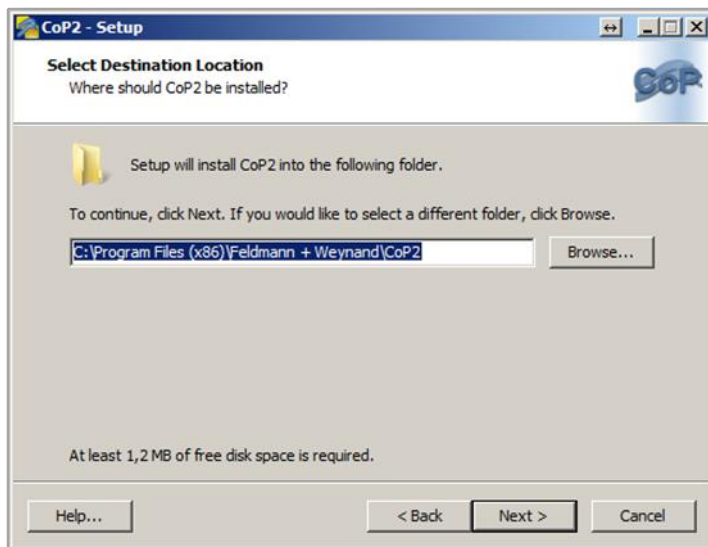 CoP2 - Setup
Select Destination Location
Where should CoP2 be installed?
CoP
Setup will install CoP2 into the following folder.
To continue, click Next. If you would like to select a different folder, click Browse.
C:\Program Files (x86)\Feldmann + Weynand\CoP2
Browse...
At least 1,2 MB of free disk space is required.
Help...
< Back
Next >
Cancel